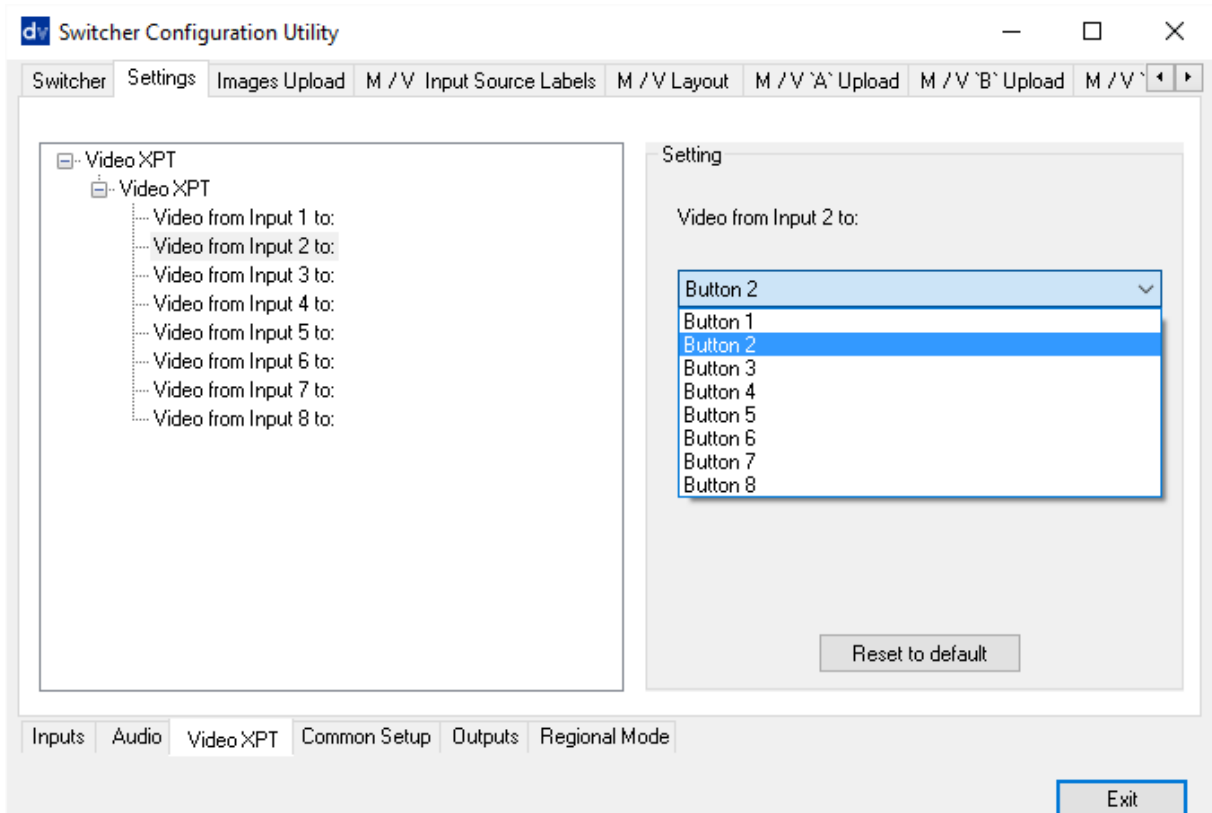 dv Switcher Configuration Utility
Switcher Settings Images Upload M / V Input Source Labels M / V Layout M / V `A` Upload M / V `B` Upload M / V `
Video XPT
Video XPT
Video from Input 1 to:
Video from Input 2 to:
Video from Input 3 to:
Video from Input 4 to:
Video from Input 5 to:
Video from Input 6 to:
Video from Input 7 to:
Video from Input 8 to:
Setting
Video from Input 2 to:
Button 2
Button 1
Button 2
Button 3
Button 4
Button 5
Button 6
Button 7
Button 8
Reset to default
Inputs Audio Video XPT Common Setup Outputs Regional Mode
Exit